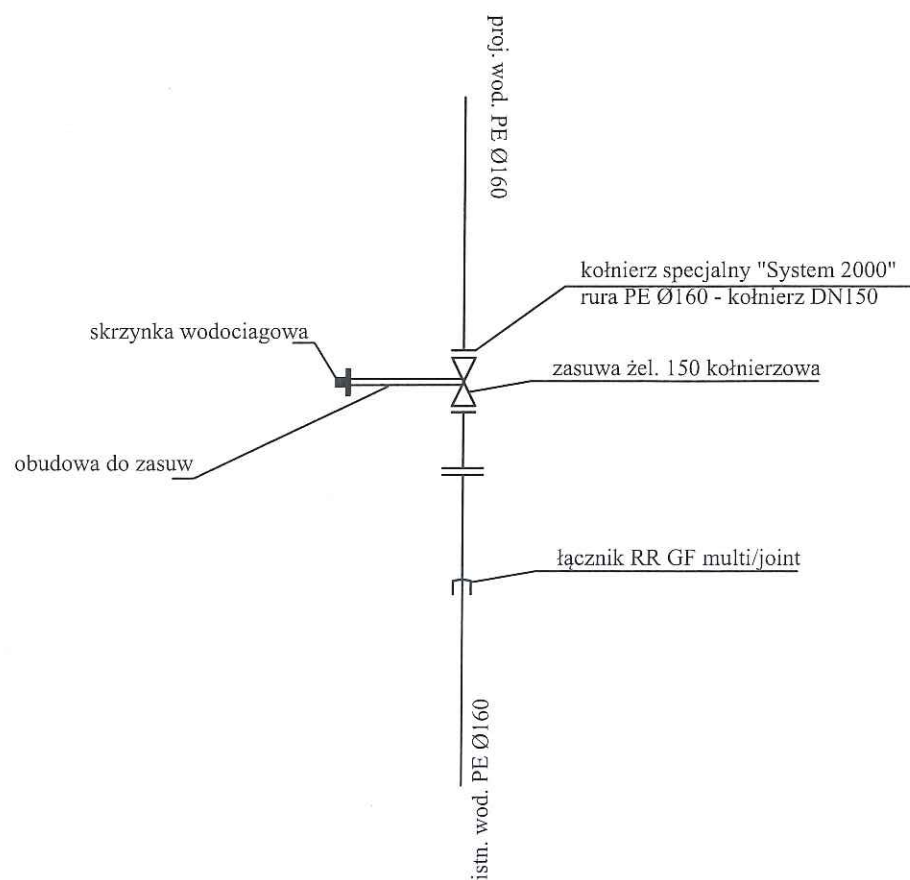 proj. wod. PE Ø160
kołnierz specjalny "System 2000"
rura PE Ø160 - kołnierz DN150
skrzynka wodociagowa
zasuwa żel. 150 kołnierzowa
obudowa do zasuw
łącznik RR GF multi/joint
istn. wod. PE Ø160